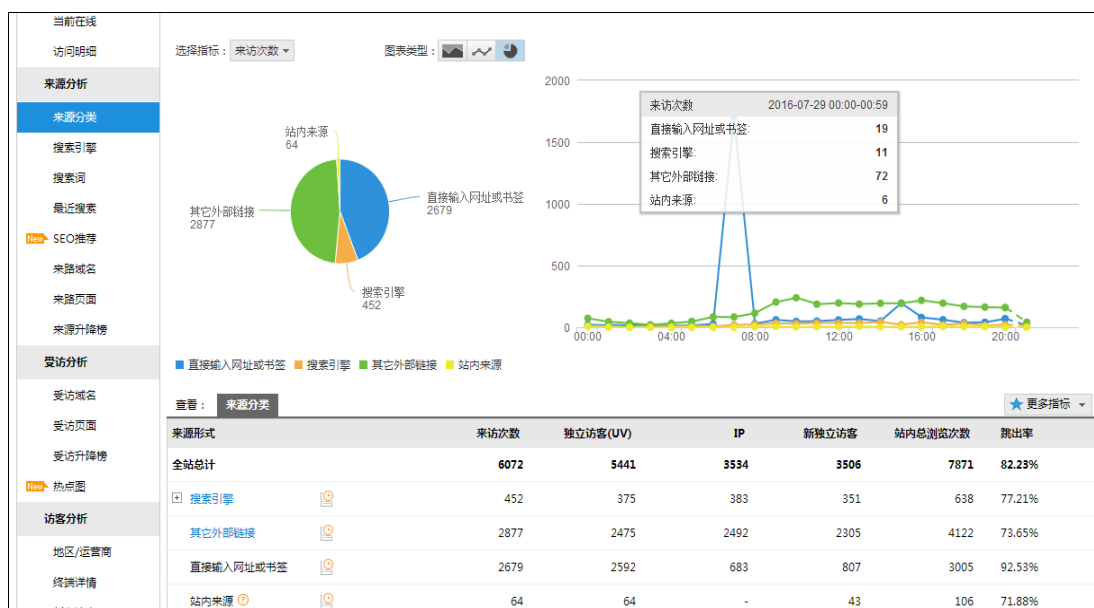 当前在线
访问明细
来源分析
来源分类
搜索引擎
搜索词
最近搜索
New SEO推荐
来路域名
来路页面
来源升降榜
受访分析
受访域名
受访页面
受访升降榜
New 热点图
访客分析
地区/运营商
终端详情
选择指标： 来访次数 图表类型：
站内来源
64
其它外部链接
2877
直接输入网址或书签
2679
搜索引擎
452
2000
1500
1000
500
0
来访次数 2016-07-29 00:00-00:59
直接输入网址或书签: 19
搜索引擎: 11
其它外部链接: 72
站内来源: 6
00:00 04:00 08:00 12:00 16:00 20:00
直接输入网址或书签 搜索引擎 其它外部链接 站内来源
查看： 来源分类 更多指标
来源形式 来访次数 独立访客(UV) IP 新独立访客 站内总浏览次数 跳出率
全站总计 6072 5441 3534 3506 7871 82.23%
搜索引擎 452 375 383 351 638 77.21%
其它外部链接 2877 2475 2492 2305 4122 73.65%
直接输入网址或书签 2679 2592 683 807 3005 92.53%
站内来源 ? 64 64 - 43 106 71.88%